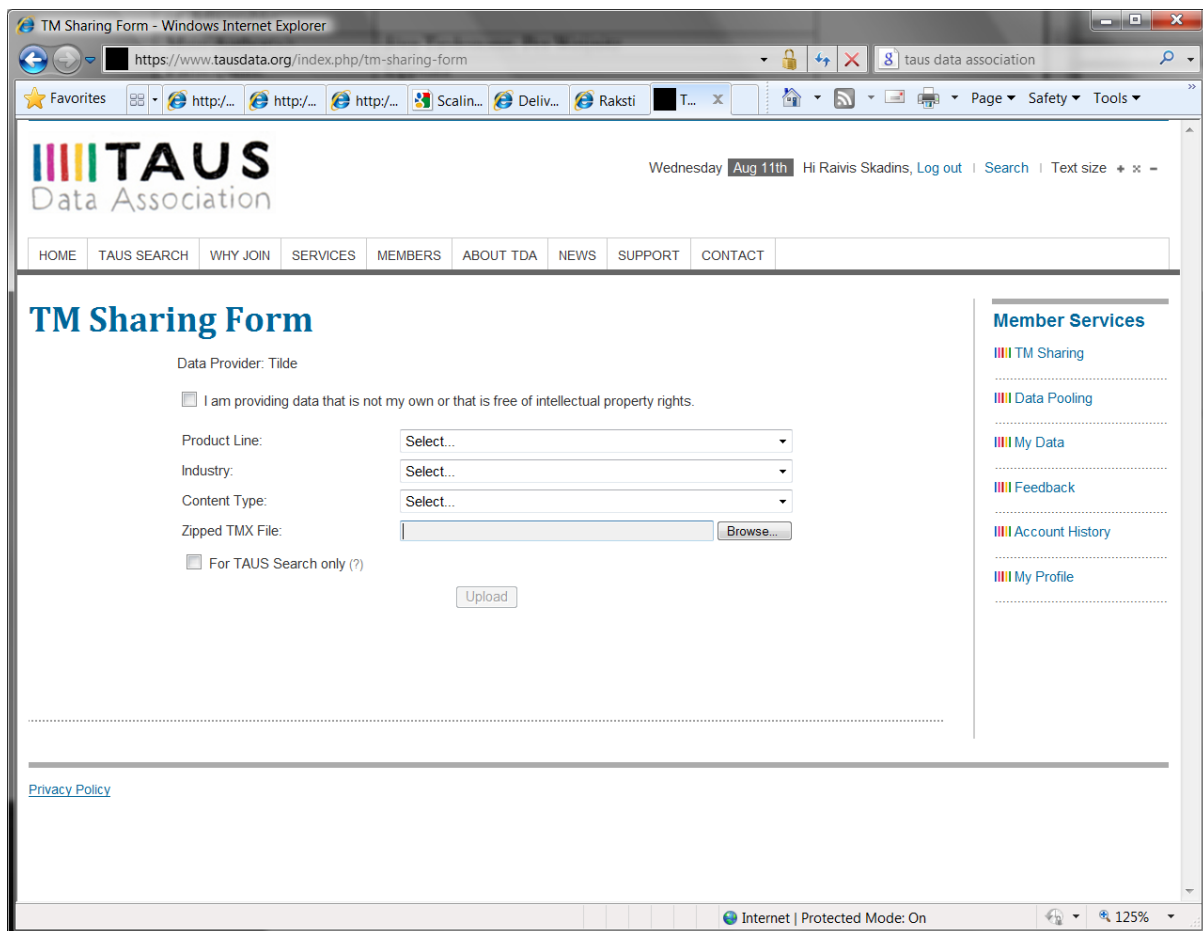 TM Sharing Form - Windows Internet Explorer
https://www.tausdata.org/index.php/tm-sharing-form
8 taus data association
Favorites http:/... http:/... http:/... Scalin... Deliv... Raksti T... x Page Safety Tools »
TAUS
Data Association
Wednesday Aug 11th Hi Raivis Skadins, Log out | Search | Text size + × −
HOME TAUS SEARCH WHY JOIN SERVICES MEMBERS ABOUT TDA NEWS SUPPORT CONTACT
TM Sharing Form
Data Provider: Tilde
I am providing data that is not my own or that is free of intellectual property rights.
Product Line: Select...
Industry: Select...
Content Type: Select...
Zipped TMX File: Browse...
For TAUS Search only (?)
Upload
Member Services
TM Sharing
Data Pooling
My Data
Feedback
Account History
My Profile
Privacy Policy
Internet | Protected Mode: On 125%